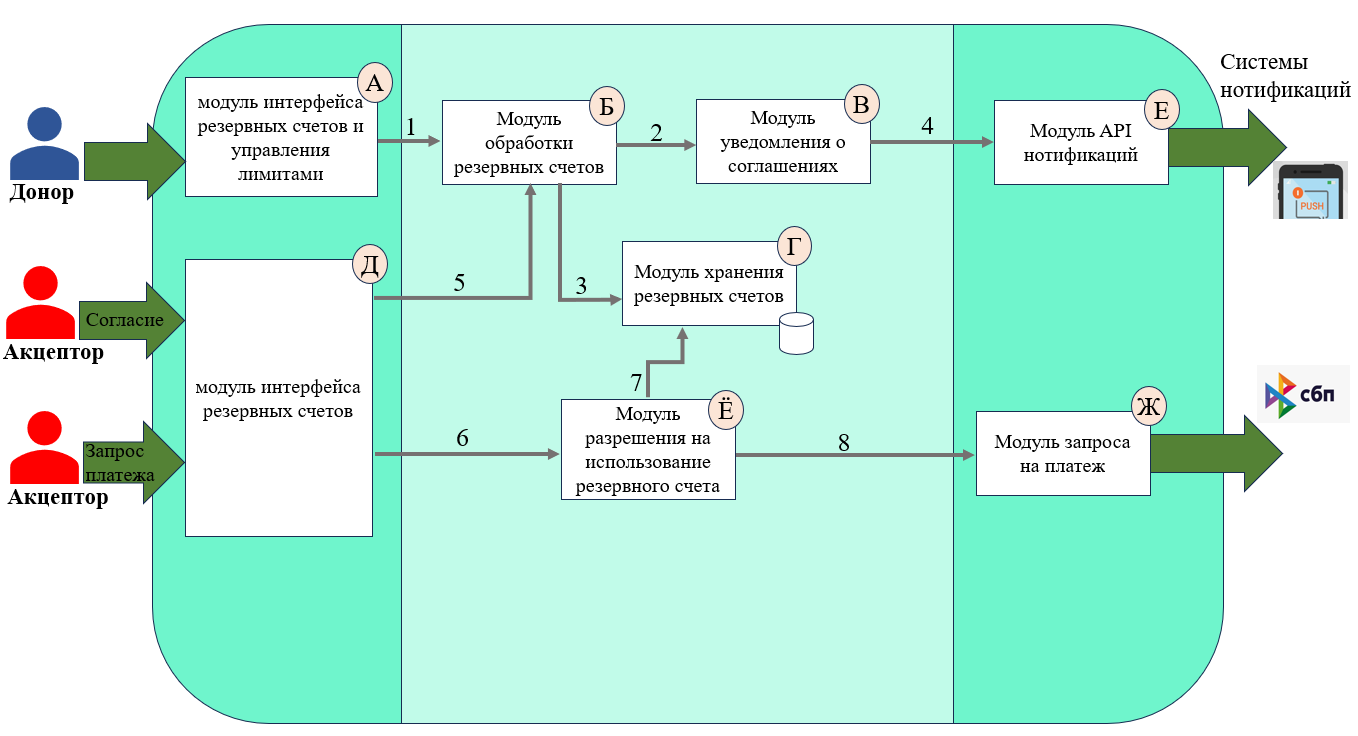 Системы
нотификаций
А
модуль интерфейса
резервных счетов и
управления
лимитами
Донор
1
Б
Модуль
обработки
резервных счетов
2
В
Модуль
уведомления о
соглашениях
4
Е
Модуль API
нотификаций
PUSH
Д
модуль интерфейса
резервных счетов
Согласие
Акцептор
5
3
Г
Модуль хранения
резервных счетов
7
Запрос
платежа
Акцептор
6
Ё
Модуль
разрешения на
использование
резервного счета
8
Ж
Модуль запроса
на платеж
сбп